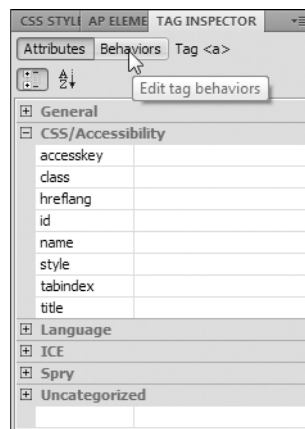 CSS STYLE AP ELEME TAG INSPECTOR
Attributes Behaviors Tag <a>
Edit tag behaviors
General
CSS/Accessibility
accesskey
class
hreflang
id
name
style
tabindex
title
Language
ICE
Spry
Uncategorized